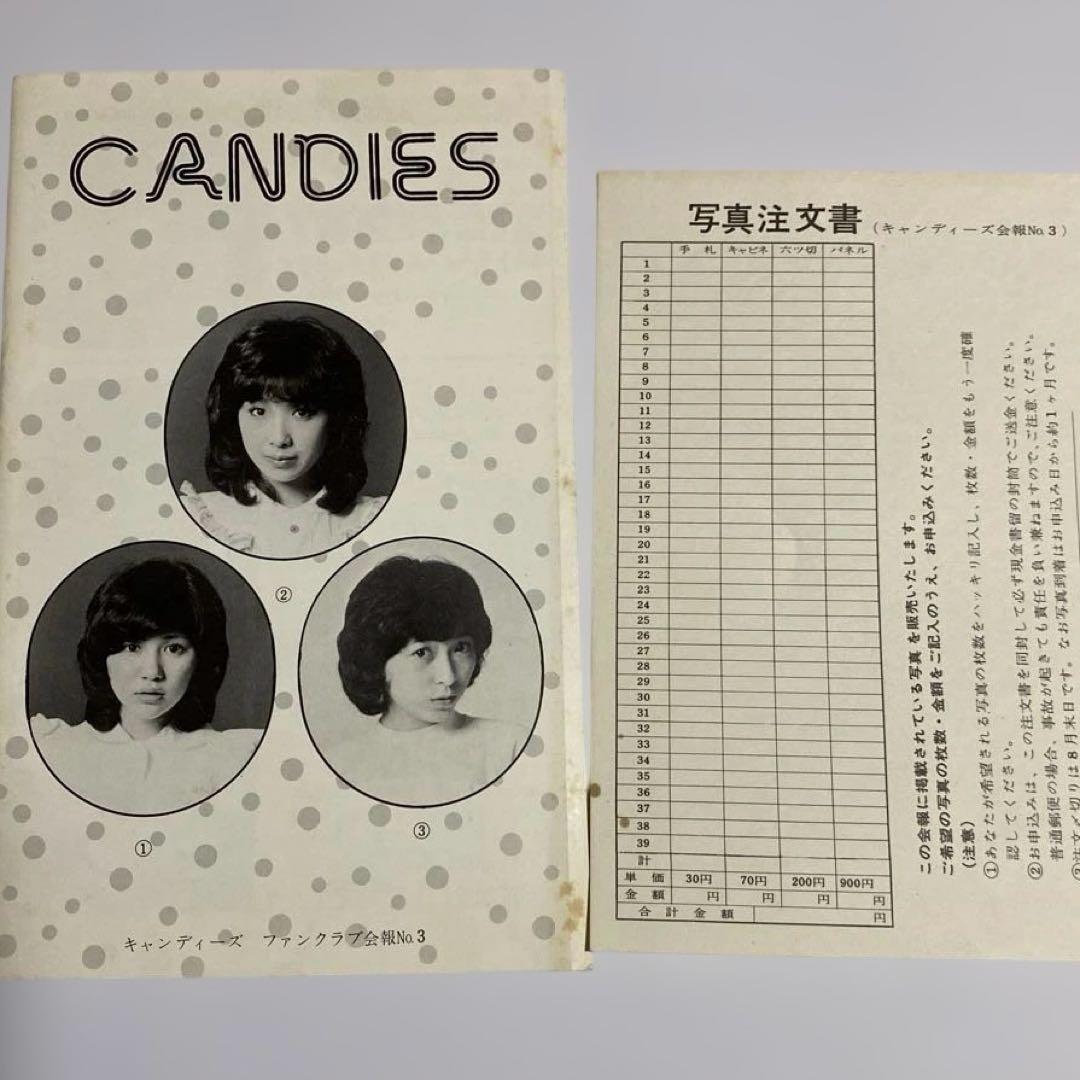 CANDIES
②
①
③
キャンディーズ ファンクラブ会報No.3
写真注文書(キャンディーズ会報No.3)
手札 キャビネ 六ツ切 パネル
1
2
3
4
5
6
7
8
9
10
11
12
13
14
15
16
17
18
19
20
21
22
23
24
25
26
27
28
29
30
31
32
33
34
35
36
37
38
39
計
単価 30円 70円 200円 900円
金額 円 円 円 円
合計金額 円
この会報に掲載されている写真を販売いたします。
ご希望の写真の枚数・金額をご記入のうえ、お申込みください。
(注意)
①あなたが希望される写真の枚数をハッキリ記入し、枚数・金額をもう一度確
認してください。
②お申込みは、この注文書を同封して必ず現金書留の封筒でご送金ください。
普通郵便の場合、事故が起きても責任を負い兼ねますので、ご注意ください。
③注文〆切りは8月末日です。なお写真到着はお申込み日から約1ヶ月です。